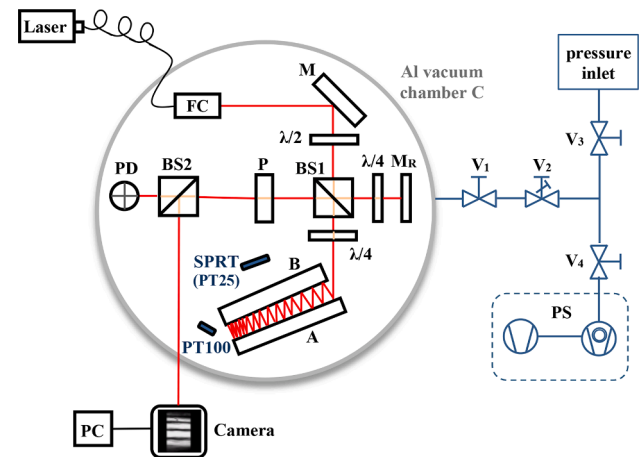 Laser
M
Al vacuum
chamber C
pressure
inlet
FC
λ/2
V3
PD
BS2
P
BS1
λ/4
MR
V1
V2
λ/4
SPRT
(PT25)
B
V4
PT100
A
PS
PC
Camera